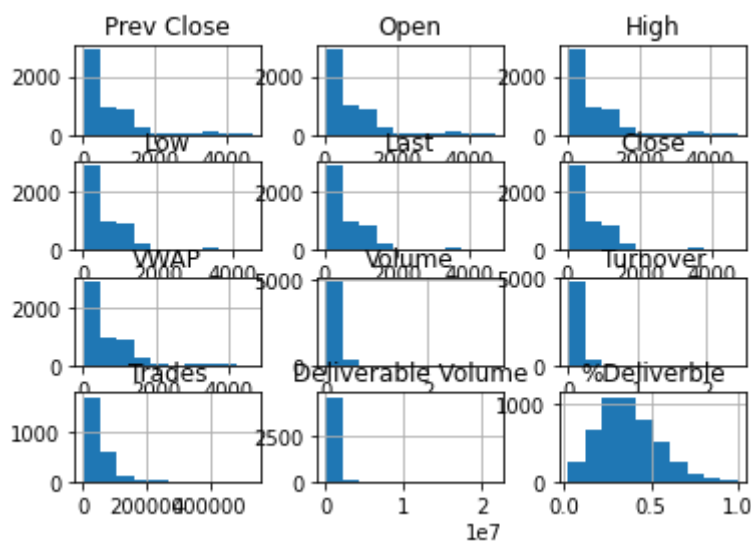 Prev Close Open High
2000 2000 2000
0 0 0
0 2000 4000 0 2000 4000 0 2000 4000
Low Last Close
2000 2000 2000
0 0 0
0 2000 4000 0 2000 4000 0 2000 4000
VWAP Volume Turnover
2000 5000 5000
0 0 0
0 2000 4000 2 0 2
Trades Deliverable Volume %Deliverble
1000 2500 1000
0 0 0
0 200000 400000 0 1 2 0.0 0.5 1.0
1e7